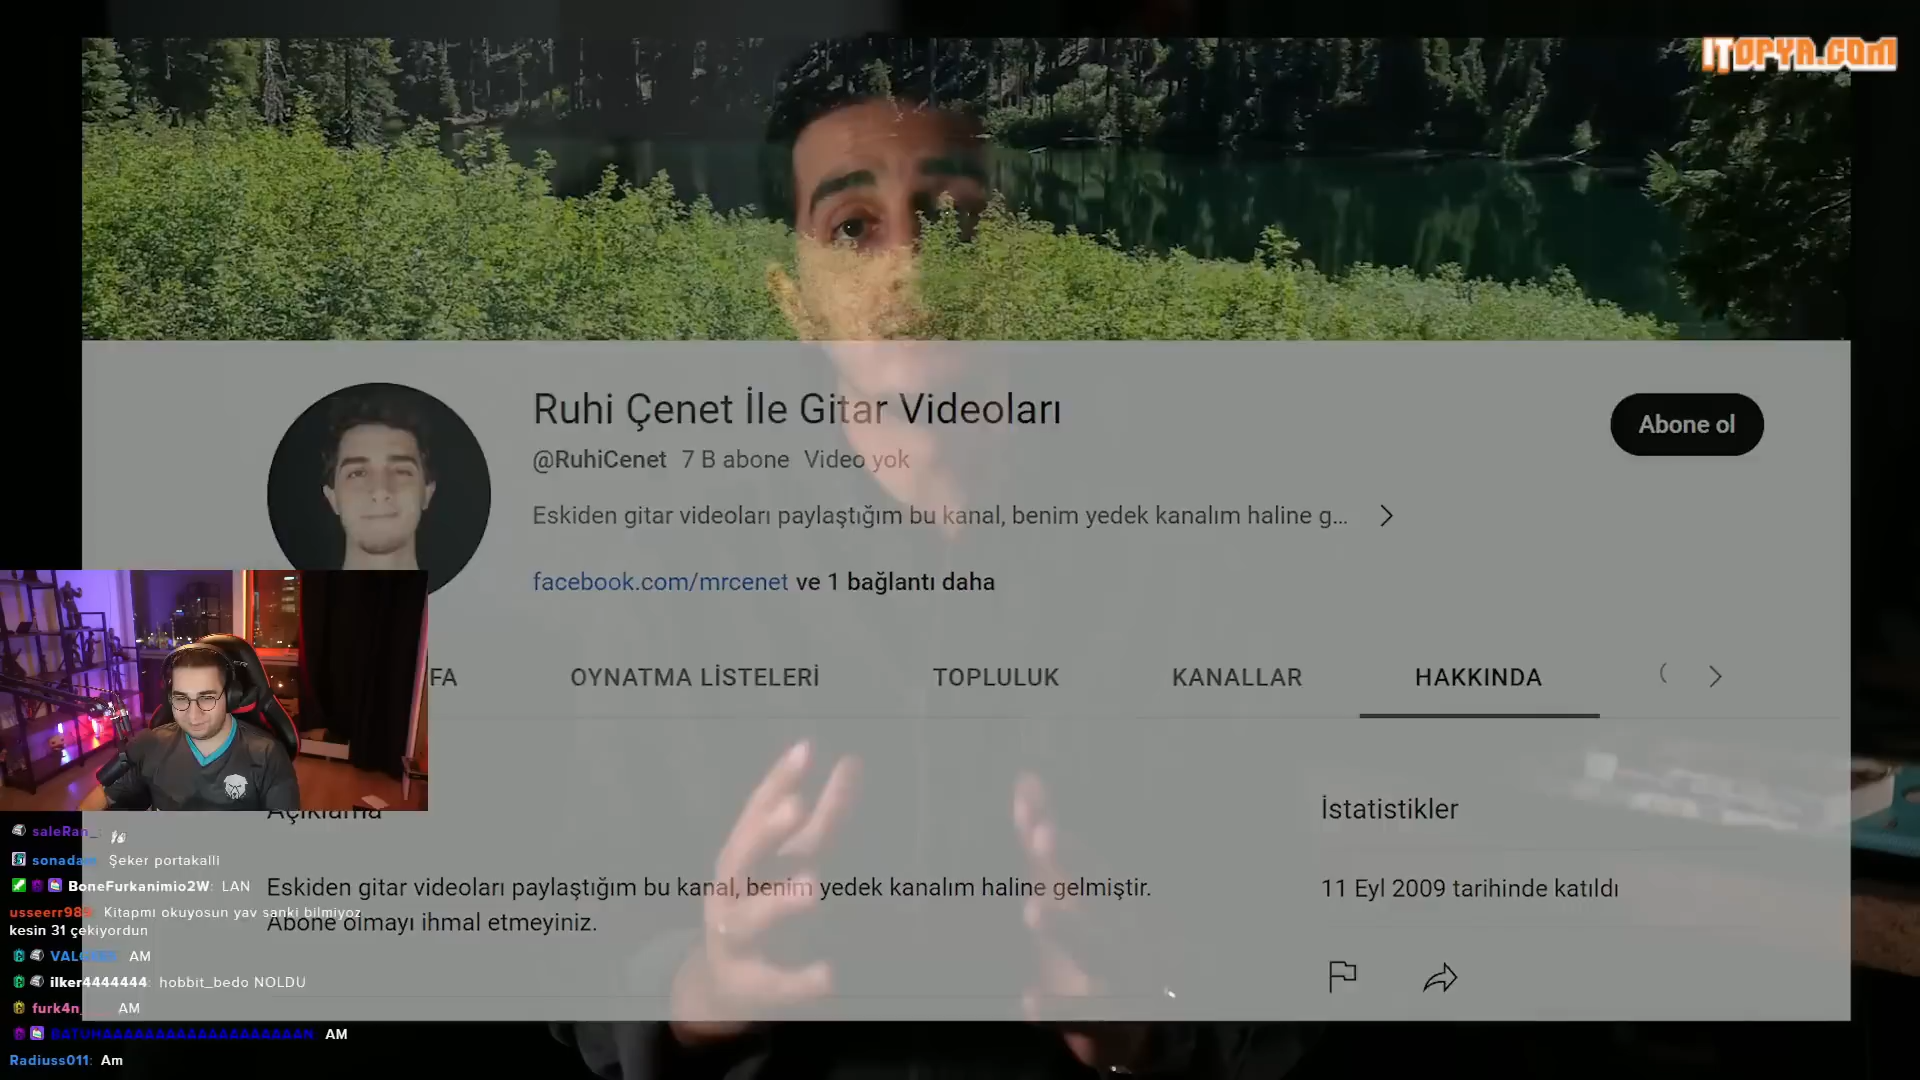 ITOPYA.COM
Ruhi Çenet İle Gitar Videoları
@RuhiCenet 7 B abone Video yok
Abone ol
Eskiden gitar videoları paylaştığım bu kanal, benim yedek kanalım haline g...
facebook.com/mrcenet ve 1 bağlantı daha
FA OYNATMA LİSTELERİ TOPLULUK KANALLAR HAKKINDA
Açıklama
Eskiden gitar videoları paylaştığım bu kanal, benim yedek kanalım haline gelmiştir.
Abone olmayı ihmal etmeyiniz.
İstatistikler
11 Eyl 2009 tarihinde katıldı
saleRan_:
Şeker portakalli
BoneFurkanimio2W: LAN
Kitapmı okuyosun yav sanki bilmiyoz
kesin 31 çekiyordun
AM
ilker4444444: hobbit_bedo NOLDU
AM
AM
Radiuss011: Am